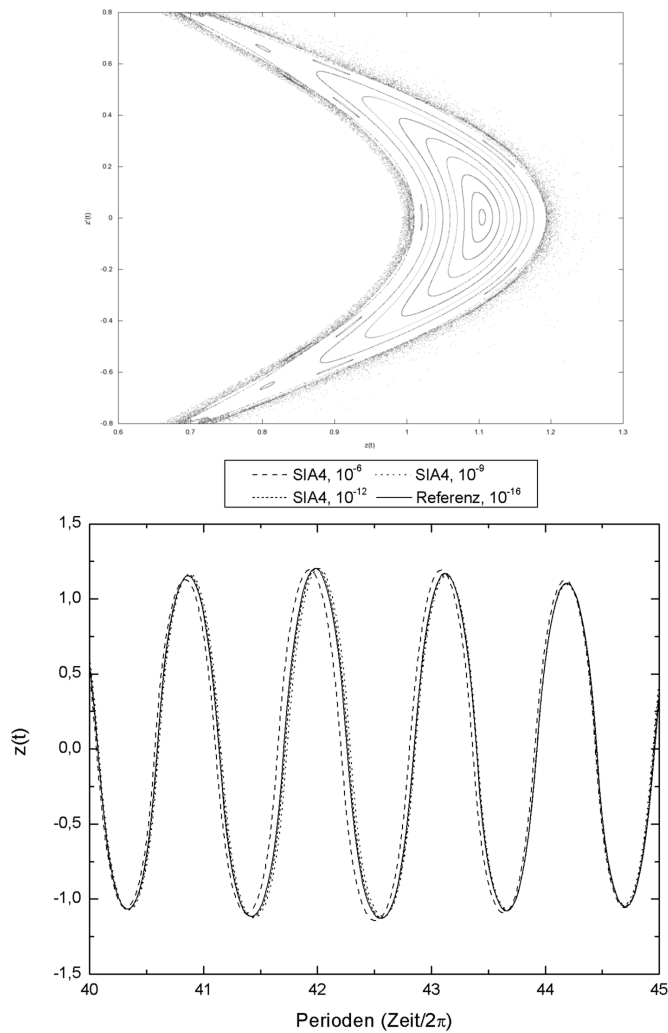 0.8
0.6
0.4
0.2
0
-0.2
-0.4
-0.6
-0.8
z'(t)
0.6 0.7 0.8 0.9 1 1.1 1.2 1.3
z(t)
SIA4, 10⁻⁶ SIA4, 10⁻⁹
SIA4, 10⁻¹² Referenz, 10⁻¹⁶
1,5
1,0
0,5
0,0
-0,5
-1,0
-1,5
z(t)
40 41 42 43 44 45
Perioden (Zeit/2π)